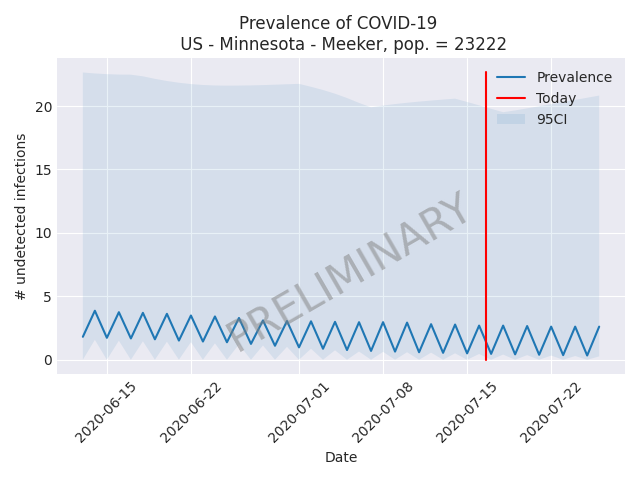 Prevalence of COVID-19
US - Minnesota - Meeker, pop. = 23222
Prevalence
Today
95CI
# undetected infections
20
15
10
5
0
PRELIMINARY
2020-06-15
2020-06-22
2020-07-01
2020-07-08
2020-07-15
2020-07-22
Date